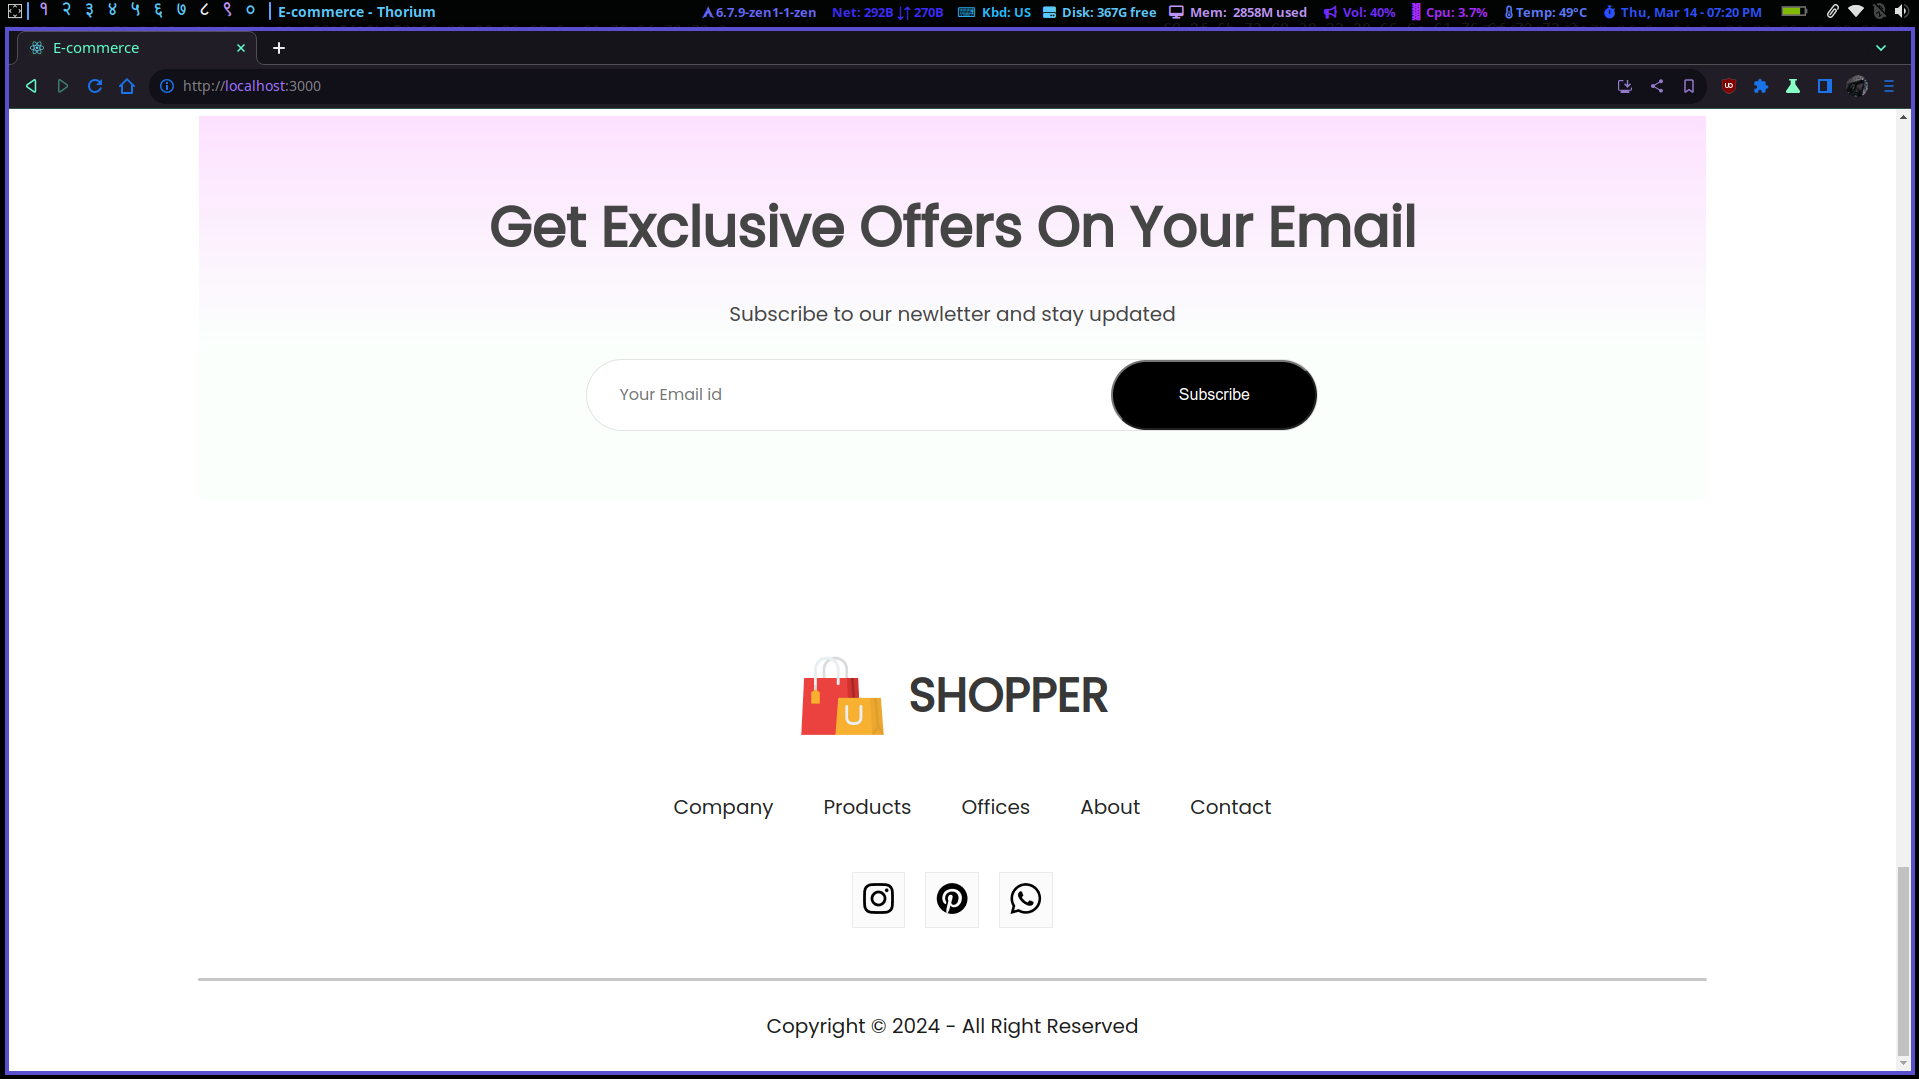 १ २ ३ ४ ५ ६ ७ ८ ९ ० E-commerce - Thorium 6.7.9-zen1-1-zen Net: 292B ↓↑ 270B Kbd: US Disk: 367G free Mem: 2858M used Vol: 40% Cpu: 3.7% Temp: 49°C Thu, Mar 14 - 07:20 PM
E-commerce
http://localhost:3000
Get Exclusive Offers On Your Email
Subscribe to our newletter and stay updated
Your Email id
Subscribe
SHOPPER
Company Products Offices About Contact
Copyright © 2024 - All Right Reserved